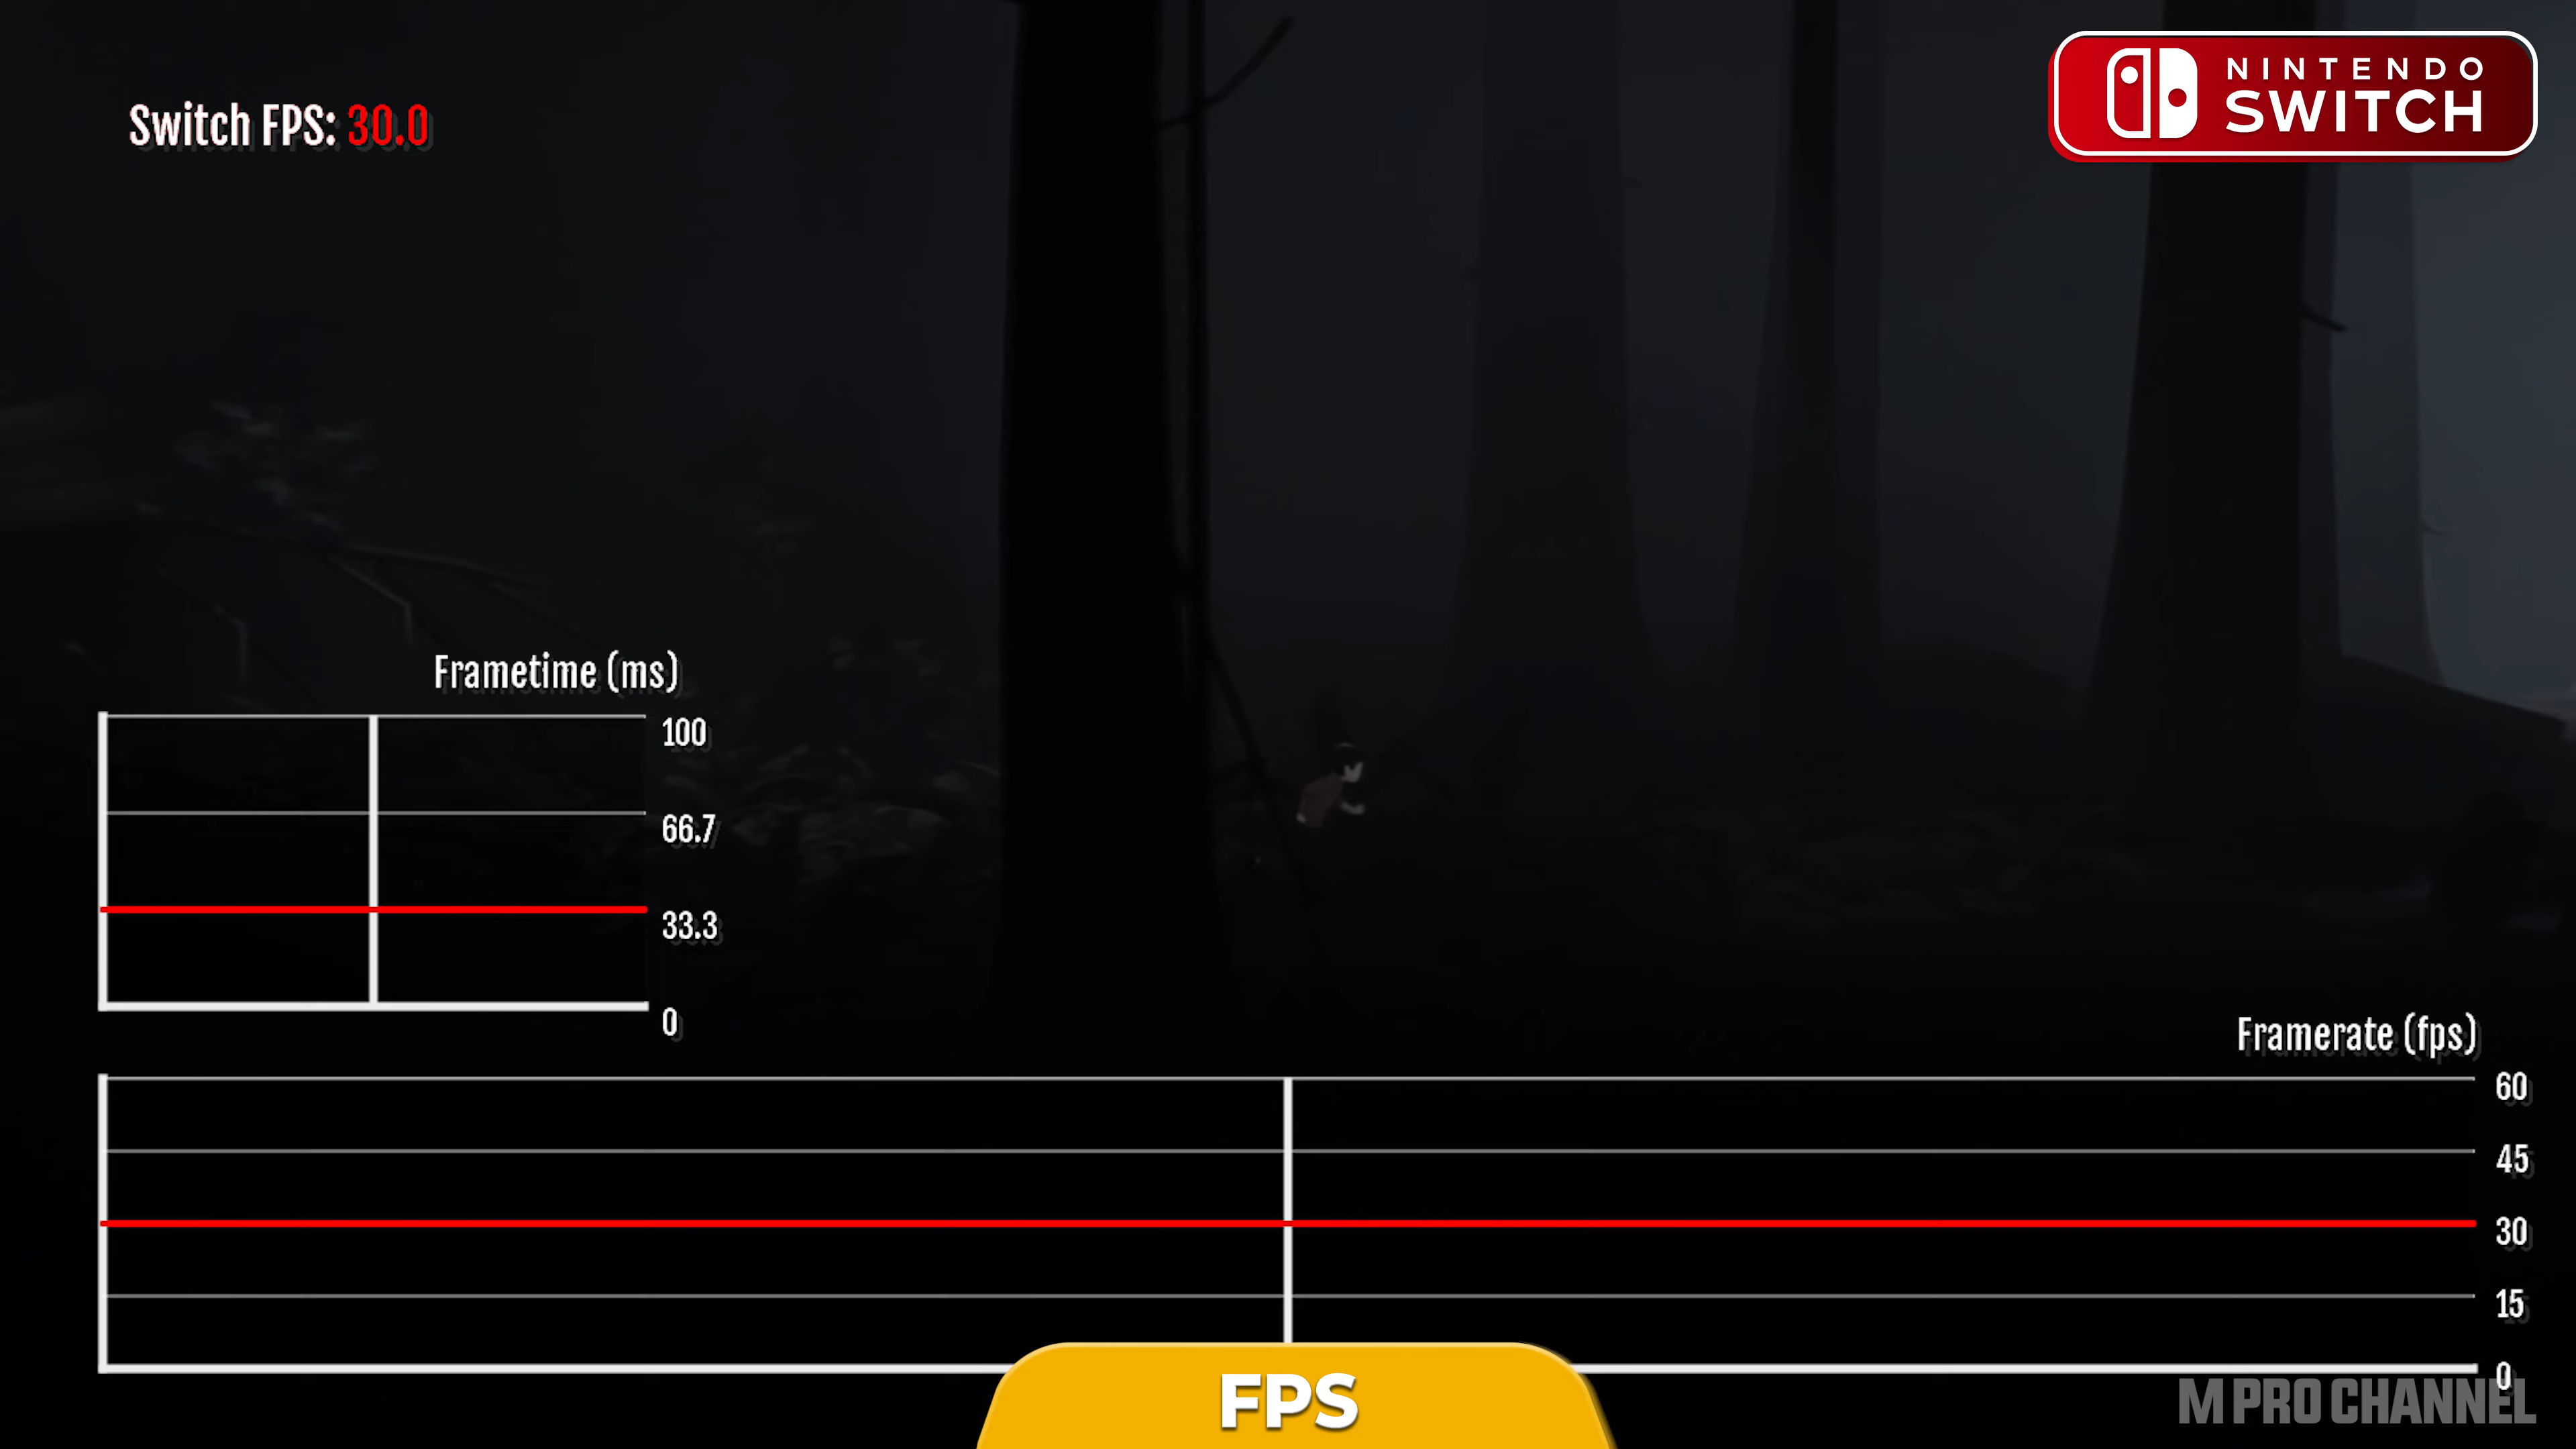 NINTENDO
SWITCH
Switch FPS: 30.0
Frametime (ms)
100
66.7
33.3
0
Framerate (fps)
60
45
30
15
0
FPS
M PRO CHANNEL